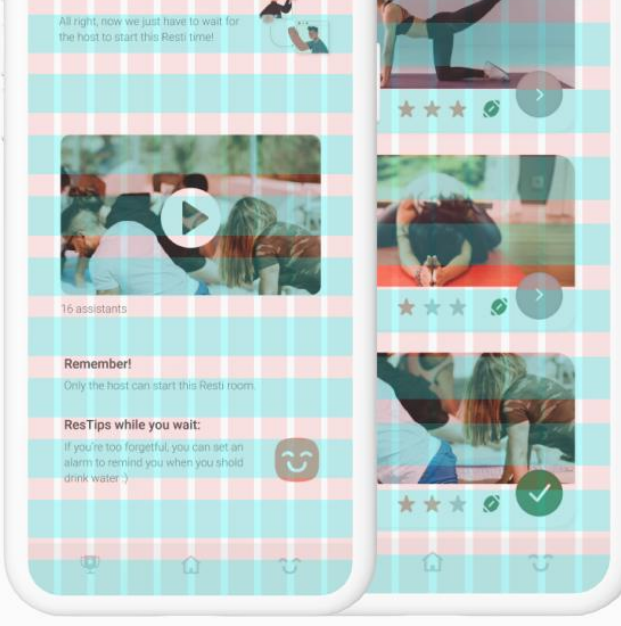 All right, now we just have to wait for
the host to start this Resti time!
16 assistants
Remember!
Only the host can start this Resti room.
ResTips while you wait:
If you're too forgetful, you can set an
alarm to remind you when you shold
drink water :)